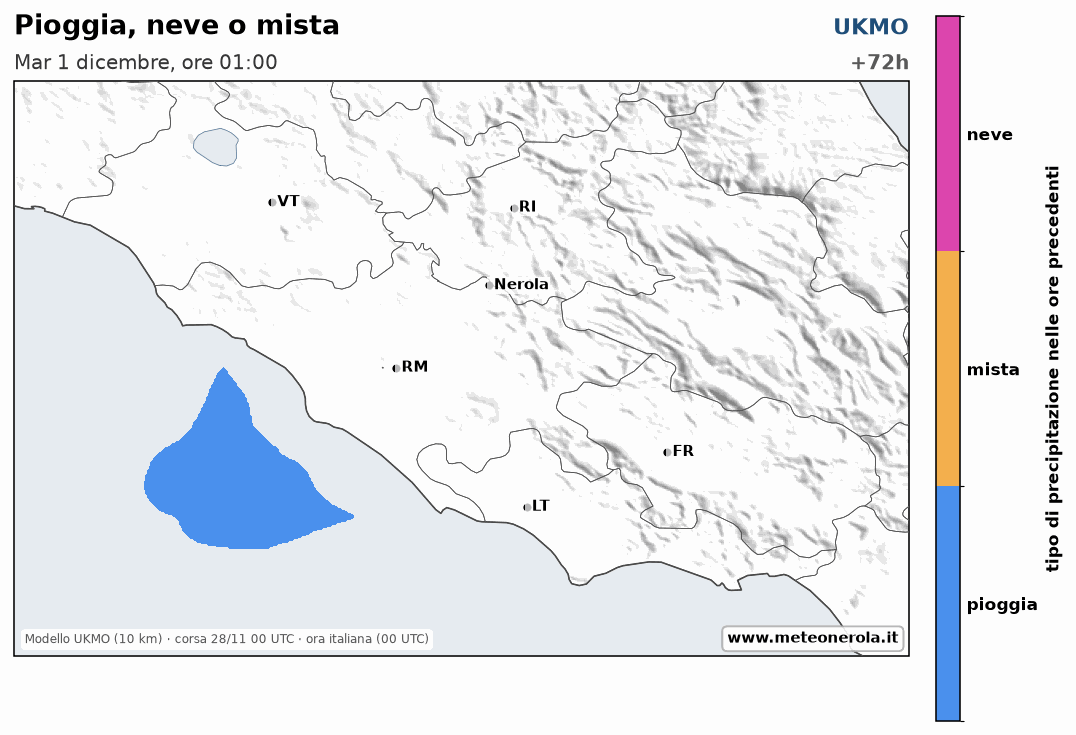 Pioggia, neve o mista
UKMO
Mar 1 dicembre, ore 01:00
+72h
neve
VT
RI
Nerola
mista
RM
FR
LT
pioggia
tipo di precipitazione nelle ore precedenti
Modello UKMO (10 km) · corsa 28/11 00 UTC · ora italiana (00 UTC)
www.meteonerola.it